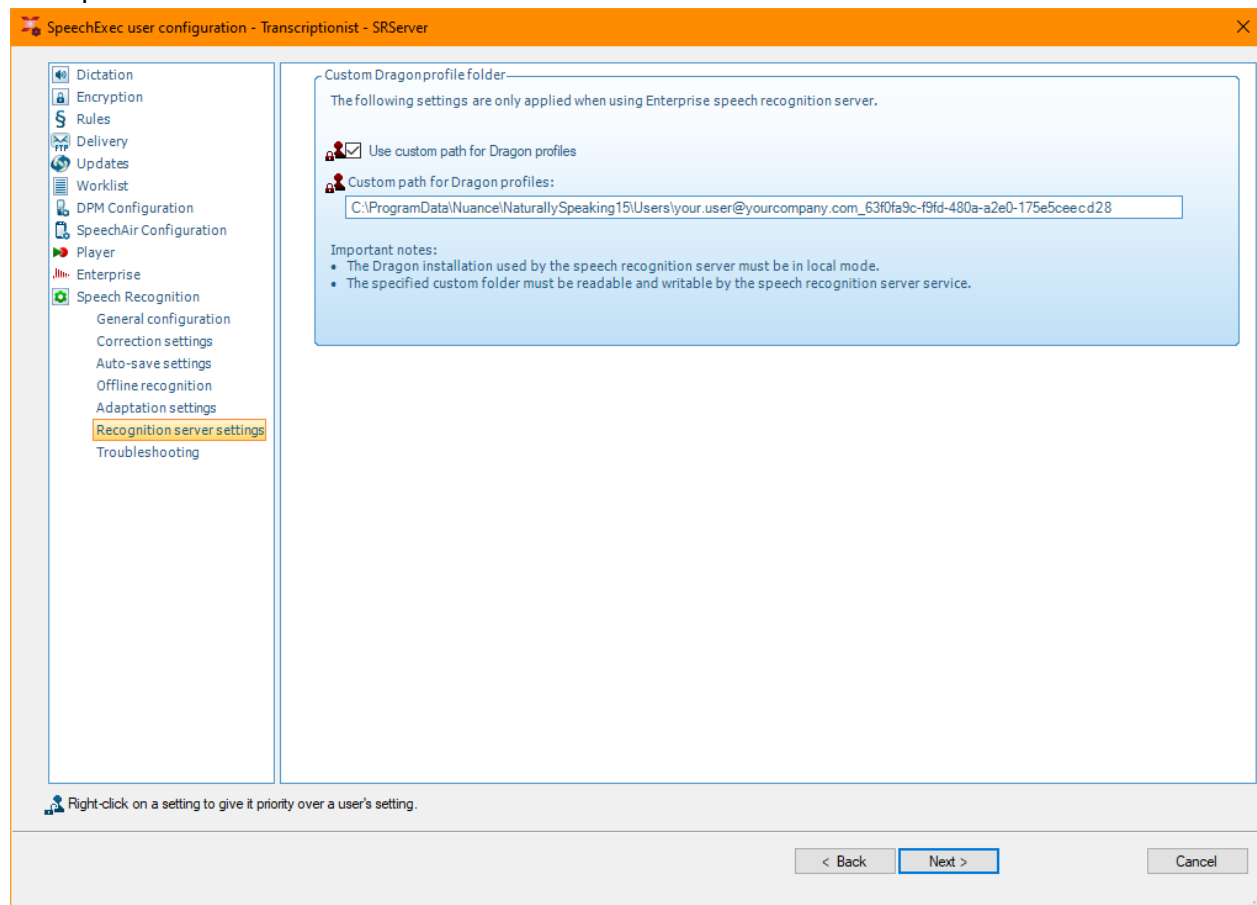 SpeechExec user configuration - Transcriptionist - SRServer
Dictation
Encryption
§ Rules
FTP Delivery
Updates
Worklist
DPM Configuration
SpeechAir Configuration
Player
Enterprise
Speech Recognition
General configuration
Correction settings
Auto-save settings
Offline recognition
Adaptation settings
Recognition server settings
Troubleshooting
Custom Dragon profile folder
The following settings are only applied when using Enterprise speech recognition server.
Use custom path for Dragon profiles
Custom path for Dragon profiles:
C:\ProgramData\Nuance\NaturallySpeaking15\Users\your.user@yourcompany.com_63f0fa9c-f9fd-480a-a2e0-175e5ceecd28
Important notes:
• The Dragon installation used by the speech recognition server must be in local mode.
• The specified custom folder must be readable and writable by the speech recognition server service.
Right-click on a setting to give it priority over a user's setting.
< Back Next > Cancel